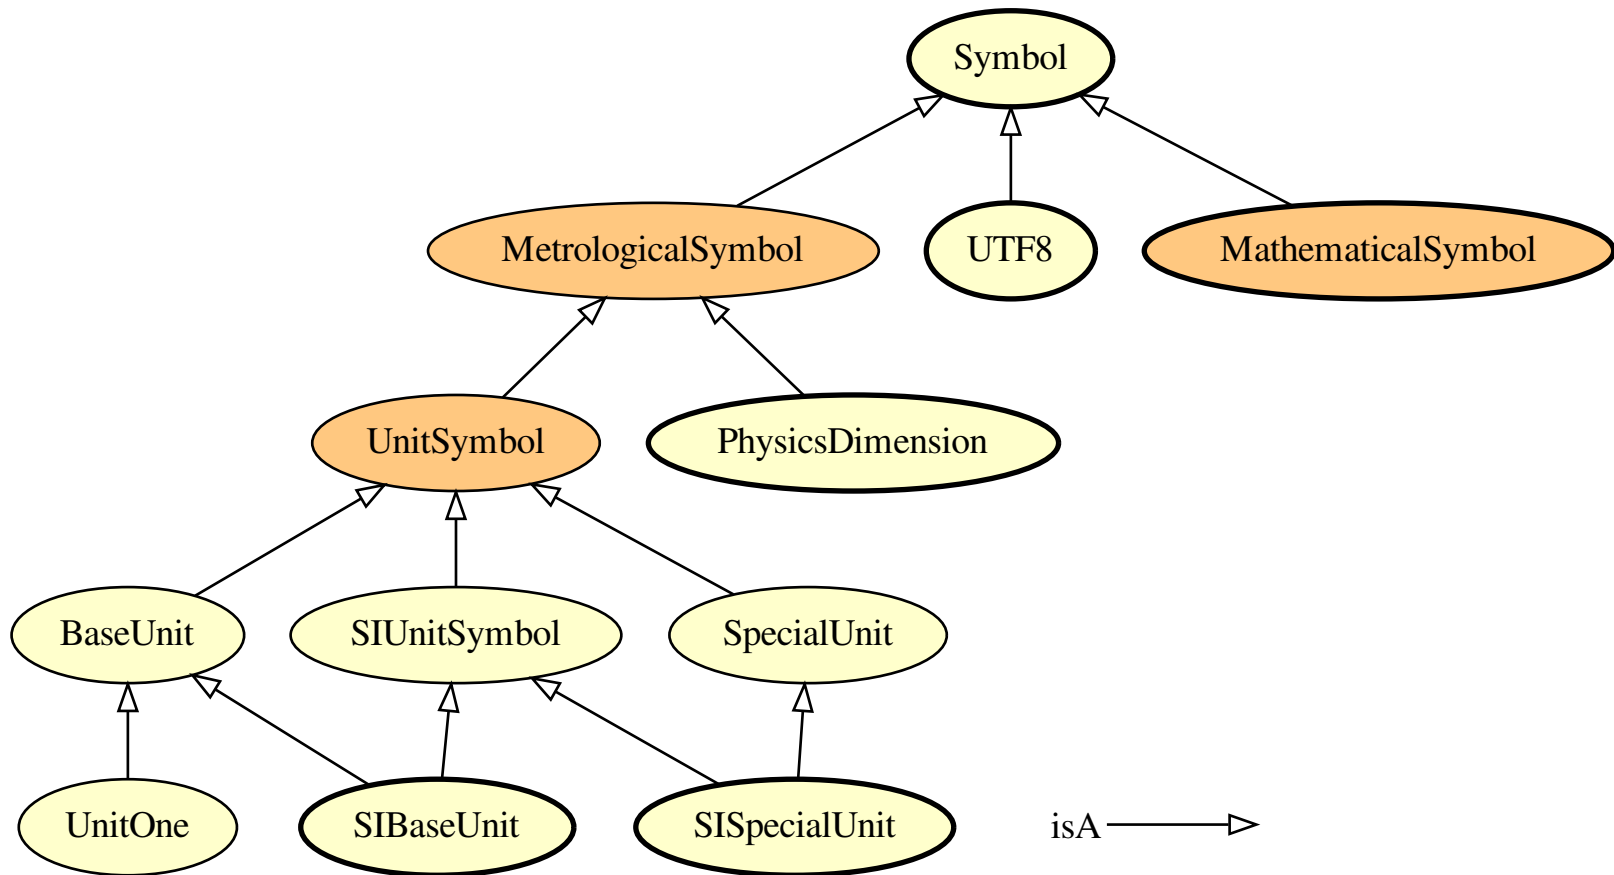 Symbol
MetrologicalSymbol
UTF8
MathematicalSymbol
UnitSymbol
PhysicsDimension
BaseUnit
SIUnitSymbol
SpecialUnit
UnitOne
SIBaseUnit
SISpecialUnit
isA